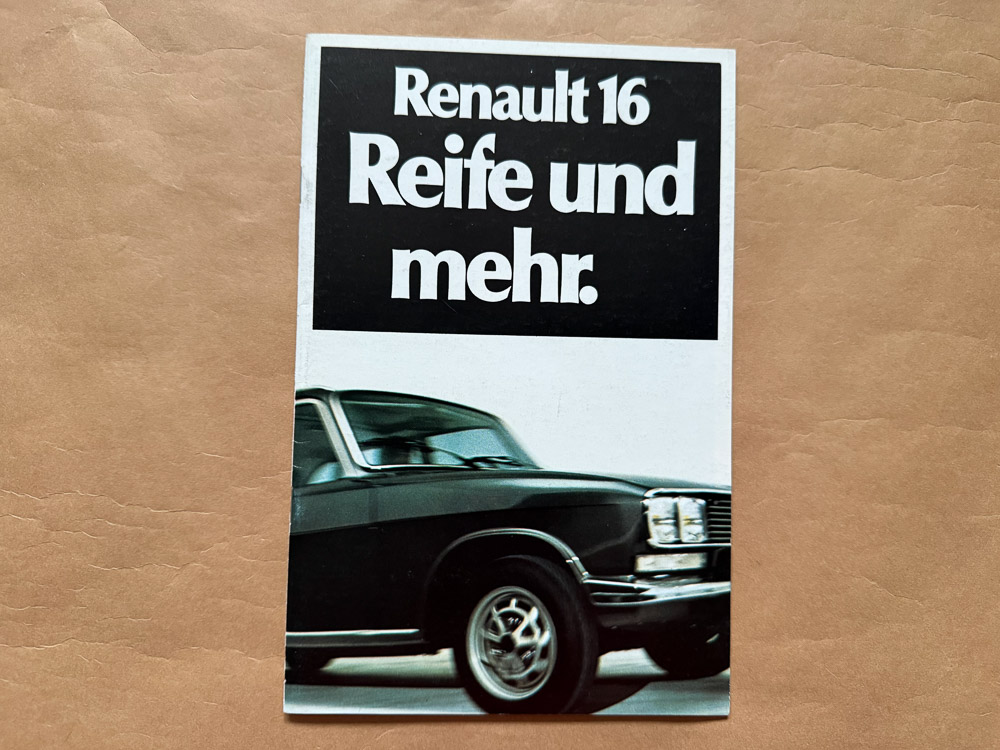 Renault 16
Reife und
mehr.